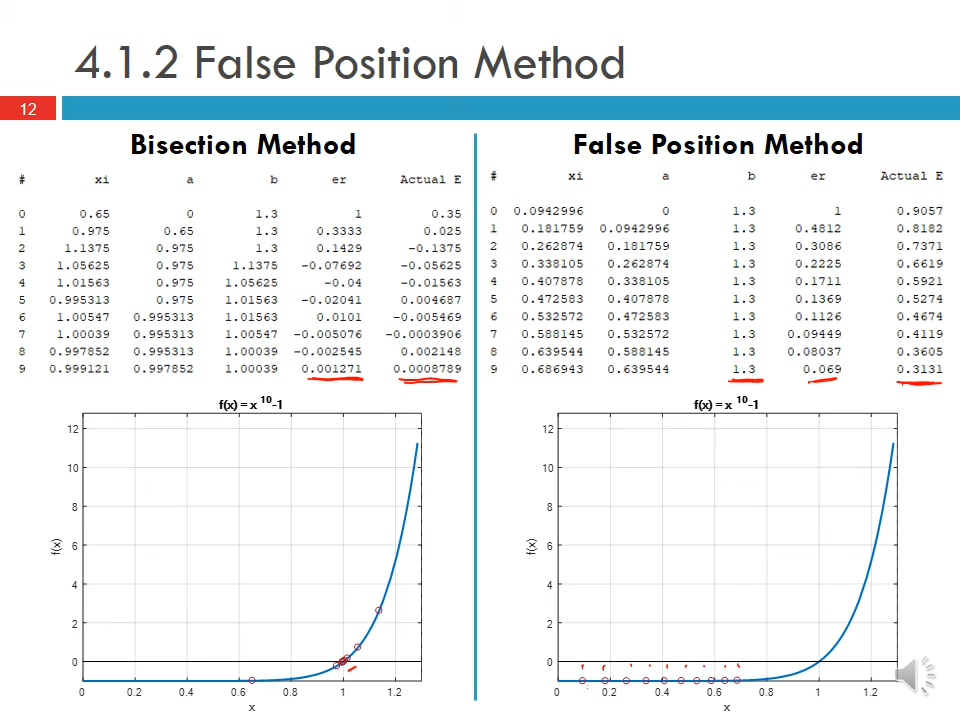 4.1.2 False Position Method
12
Bisection Method
# xi a b er Actual E
0 0.65 0 1.3 1 0.35
1 0.975 0.65 1.3 0.3333 0.025
2 1.1375 0.975 1.3 0.1429 -0.1375
3 1.05625 0.975 1.1375 -0.07692 -0.05625
4 1.01563 0.975 1.05625 -0.04 -0.01563
5 0.995313 0.975 1.01563 -0.02041 0.004687
6 1.00547 0.995313 1.01563 0.0101 -0.005469
7 1.00039 0.995313 1.00547 -0.005076 -0.0003906
8 0.997852 0.995313 1.00039 -0.002545 0.002148
9 0.999121 0.997852 1.00039 0.001271 0.0008789
f(x) = x 10-1
12
10
8
6
4
2
0
f(x)
0 0.2 0.4 0.6 0.8 1 1.2
x
False Position Method
# xi a b er Actual E
0 0.0942996 0 1.3 1 0.9057
1 0.181759 0.0942996 1.3 0.4812 0.8182
2 0.262874 0.181759 1.3 0.3086 0.7371
3 0.338105 0.262874 1.3 0.2225 0.6619
4 0.407878 0.338105 1.3 0.1711 0.5921
5 0.472583 0.407878 1.3 0.1369 0.5274
6 0.532572 0.472583 1.3 0.1126 0.4674
7 0.588145 0.532572 1.3 0.09449 0.4119
8 0.639544 0.588145 1.3 0.08037 0.3605
9 0.686943 0.639544 1.3 0.069 0.3131
f(x) = x 10-1
12
10
8
6
4
2
0
f(x)
0 0.2 0.4 0.6 0.8 1 1.2
x